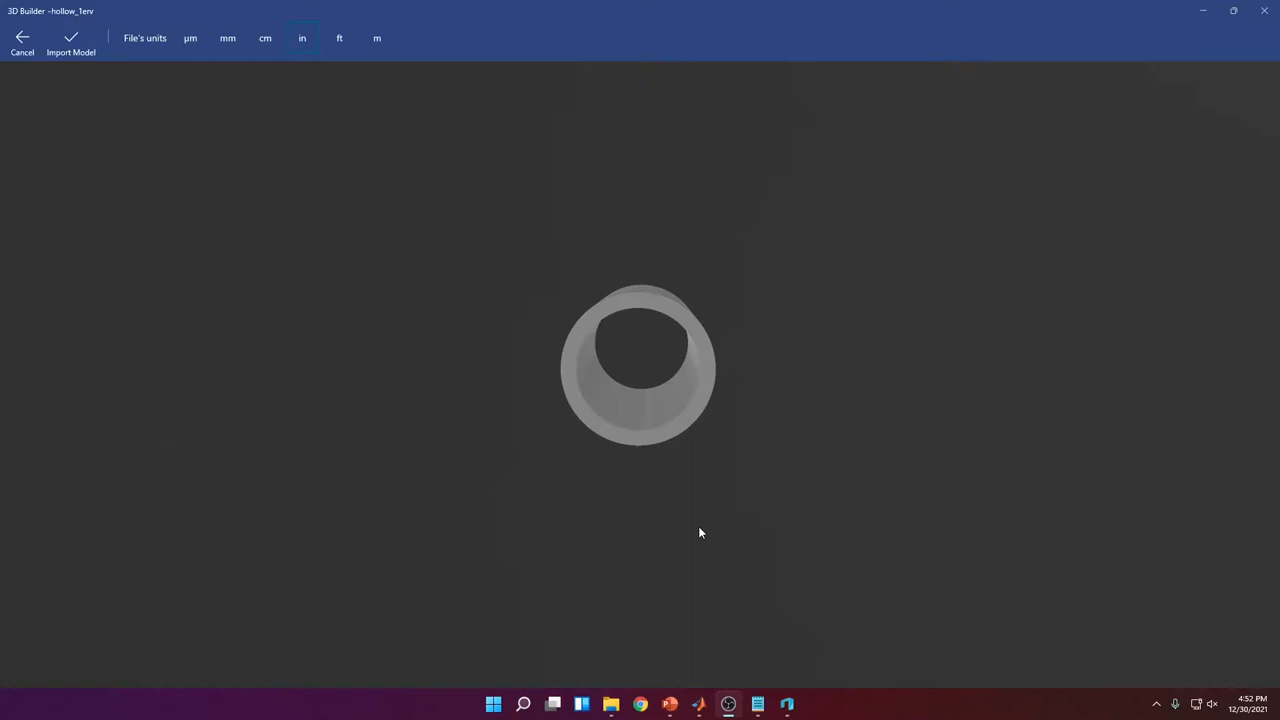 3D Builder -hollow_1erv
Cancel
Import Model
File's units
µm
mm
cm
in
ft
m
4:52 PM
12/30/2021